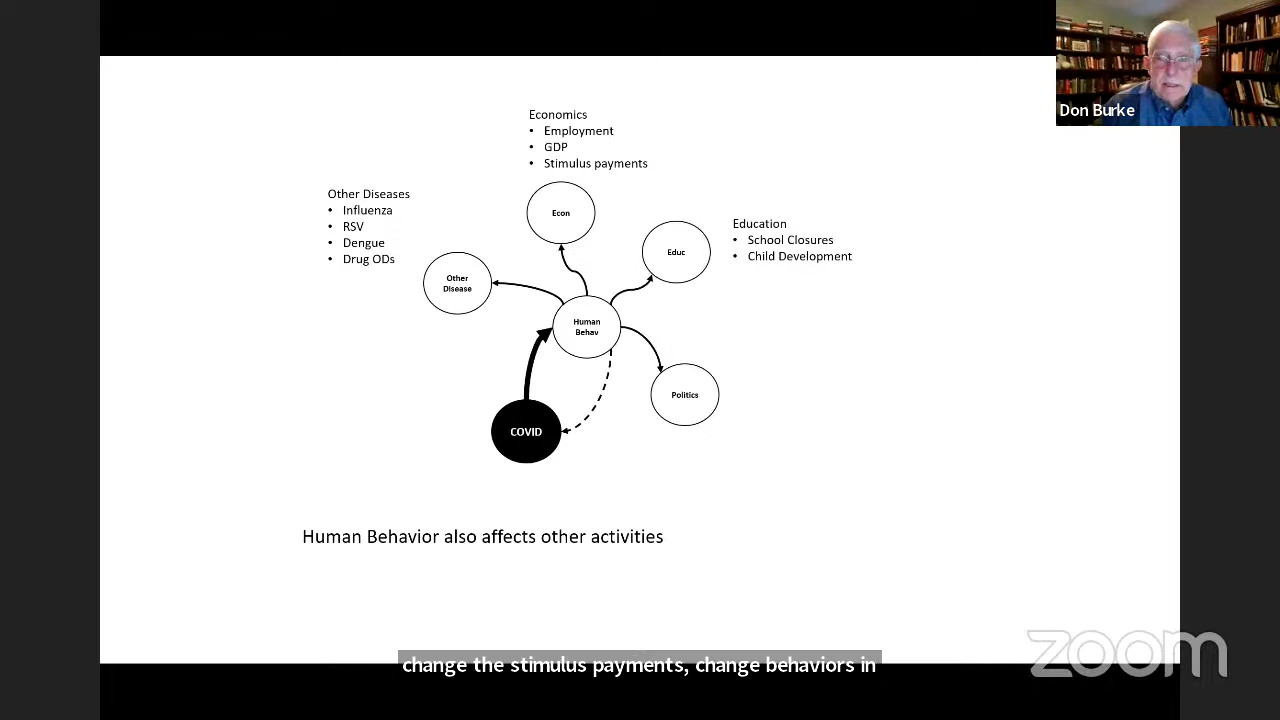 Don Burke
Economics
• Employment
• GDP
• Stimulus payments
Other Diseases
• Influenza
• RSV
• Dengue
• Drug ODs
Education
• School Closures
• Child Development
Econ
Educ
Other
Disease
Human
Behav
Politics
COVID
Human Behavior also affects other activities
change the stimulus payments, change behaviors in
zoom